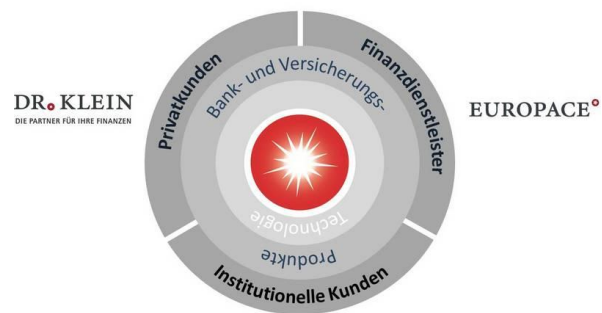 DR. KLEIN
DIE PARTNER FÜR IHRE FINANZEN
Privatkunden
Finanzdienstleister
Bank- und Versicherungs-
Produkte
Technologie
Institutionelle Kunden
EUROPACE